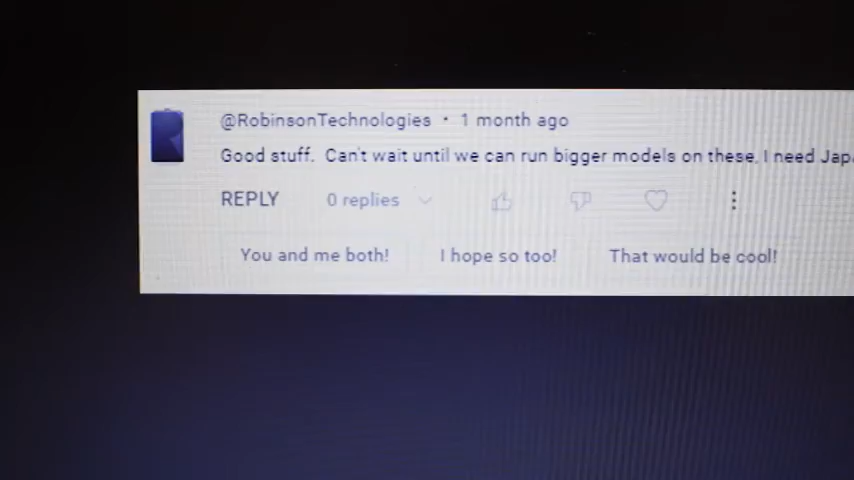 @RobinsonTechnologies • 1 month ago
Good stuff. Can't wait until we can run bigger models on these. I need
REPLY 0 replies
You and me both! I hope so too! That would be cool!